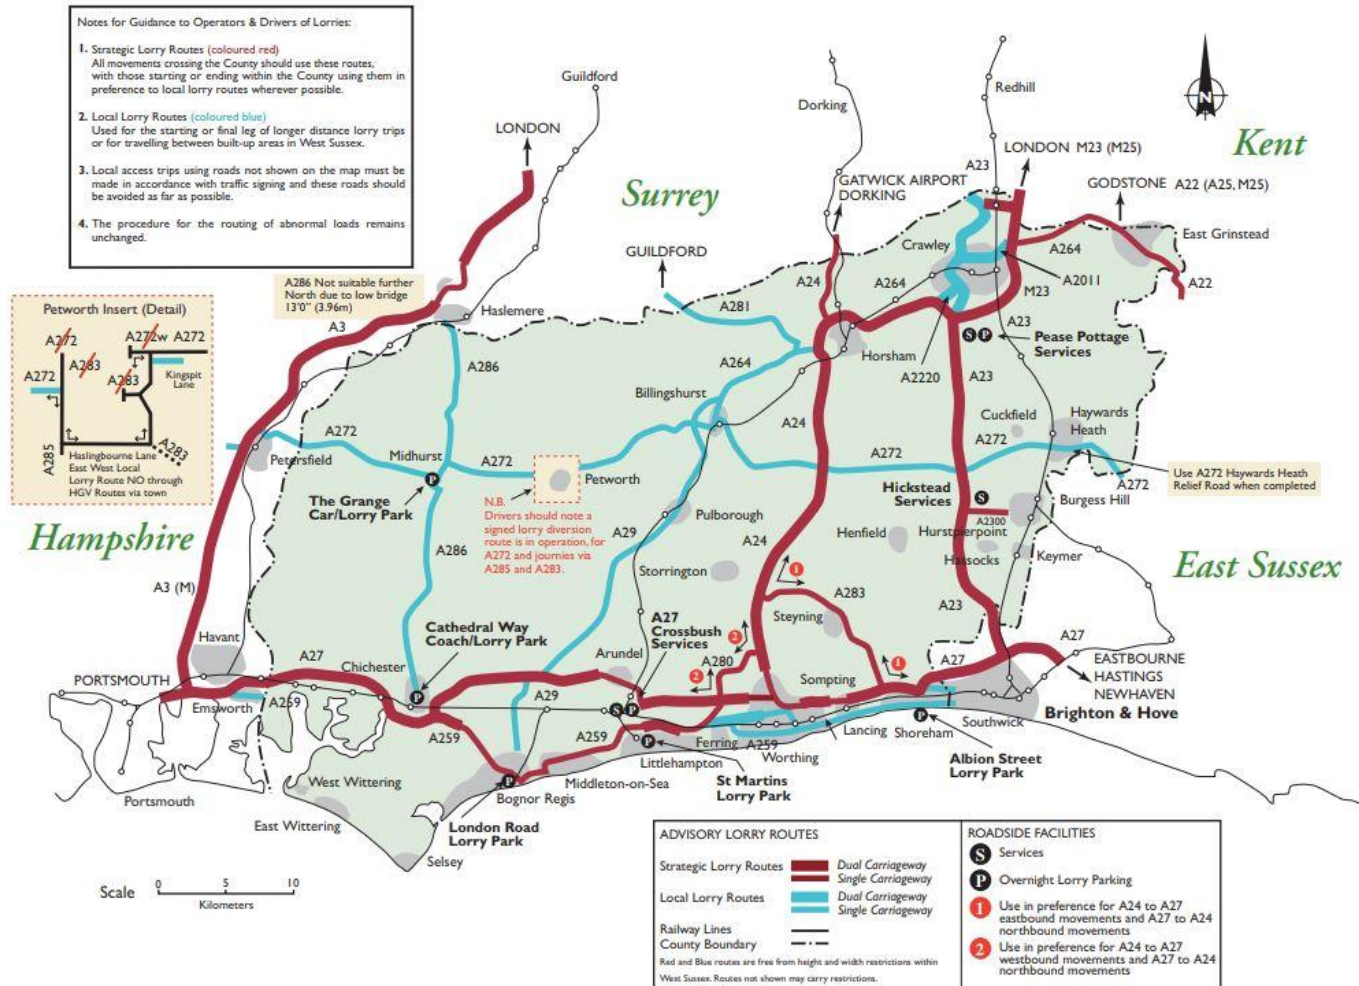 Notes for Guidance to Operators & Drivers of Lorries:
1. Strategic Lorry Routes (coloured red)
All movements crossing the County should use these routes,
with those starting or ending within the County using them in
preference to local lorry routes wherever possible.
2. Local Lorry Routes (coloured blue)
Used for the starting or final leg of longer distance lorry trips
or for travelling between built-up areas in West Sussex.
3. Local access trips using roads not shown on the map must be
made in accordance with traffic signing and these roads should
be avoided as far as possible.
4. The procedure for the routing of abnormal loads remains
unchanged.
Guildford
LONDON
Dorking
Redhill
N
Kent
A23
LONDON M23 (M25)
GATWICK AIRPORT
DORKING
GODSTONE A22 (A25, M25)
Surrey
East Grinstead
Crawley
A264
GUILDFORD
A2011
A286 Not suitable further
North due to low bridge
13'0" (3.96m)
A24
A264
M23
A22
A281
Haslemere
A3
A23
Pease Pottage
Services
S P
Horsham
A2220
A23
Petworth Insert (Detail)
A272
A272w A272
A283
A272
A283
Kingspit
Lane
A285
A283
Haslingbourne Lane
East West Local
Lorry Route NO through
HGV Routes via town
A286
A264
Billingshurst
A24
Cuckfield
Haywards
Heath
A272
A272
Petersfield
Midhurst
P
A272
Petworth
A272
A272
Use A272 Haywards Heath
Relief Road when completed
The Grange
Car/Lorry Park
N.B.
Drivers should note a
signed lorry diversion
route is in operation, for
A272 and journies via
A285 and A283.
Hickstead
Services
S
Burgess Hill
Pulborough
A2300
Hurstpierpoint
Henfield
Hassocks
Keymer
Hampshire
A29
A24
A286
Storrington
East Sussex
1
A283
A3 (M)
Steyning
A23
Cathedral Way
Coach/Lorry Park
A27
Crossbush
Services
2
Havant
A27
Chichester
Arundel
A280
2
1
A27
A27
EASTBOURNE
HASTINGS
NEWHAVEN
PORTSMOUTH
Sompting
P
A29
S P
Brighton & Hove
Emsworth
A259
Southwick
Lancing
Shoreham
P
A259
A259
Ferring
A259
Worthing
P
Littlehampton
Albion Street
Lorry Park
West Wittering
Middleton-on-Sea
St Martins
Lorry Park
P
Bognor Regis
Portsmouth
East Wittering
London Road
Lorry Park
Selsey
Scale
0 5 10
Kilometers
ADVISORY LORRY ROUTES
Strategic Lorry Routes
Dual Carriageway
Single Carriageway
Local Lorry Routes
Dual Carriageway
Single Carriageway
Railway Lines
County Boundary
Red and Blue routes are free from height and width restrictions within
West Sussex. Routes not shown may carry restrictions.
ROADSIDE FACILITIES
S Services
P Overnight Lorry Parking
1 Use in preference for A24 to A27
eastbound movements and A27 to A24
northbound movements
2 Use in preference for A24 to A27
westbound movements and A27 to A24
northbound movements